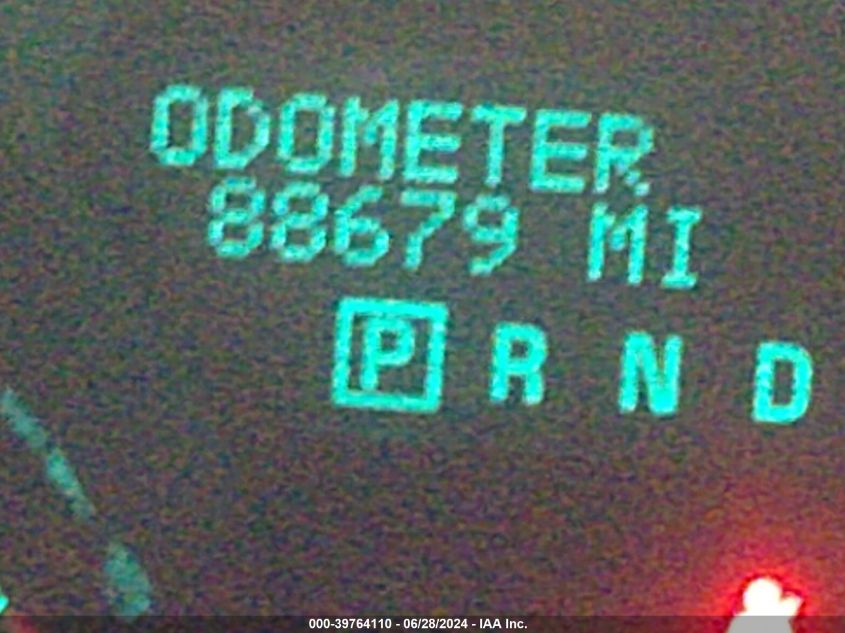 ODOMETER
88679 MI
P R N D
000-39764110 - 06/28/2024 - IAA Inc.